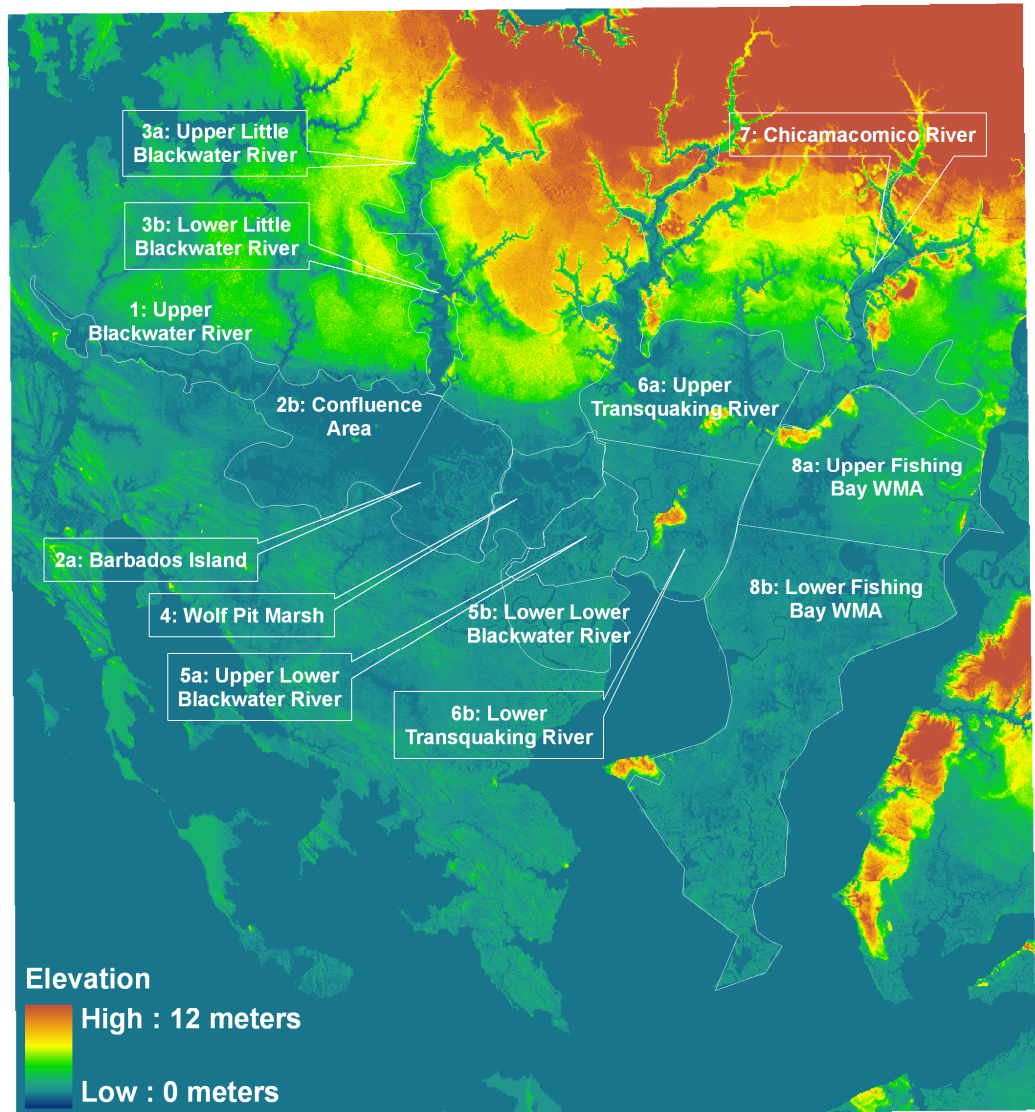 3a: Upper Little
Blackwater River
7: Chicamacomico River
3b: Lower Little
Blackwater River
1: Upper
Blackwater River
2b: Confluence
Area
6a: Upper
Transquaking River
8a: Upper Fishing
Bay WMA
2a: Barbados Island
4: Wolf Pit Marsh
5b: Lower Lower
Blackwater River
8b: Lower Fishing
Bay WMA
5a: Upper Lower
Blackwater River
6b: Lower
Transquaking River
Elevation
High : 12 meters
Low : 0 meters